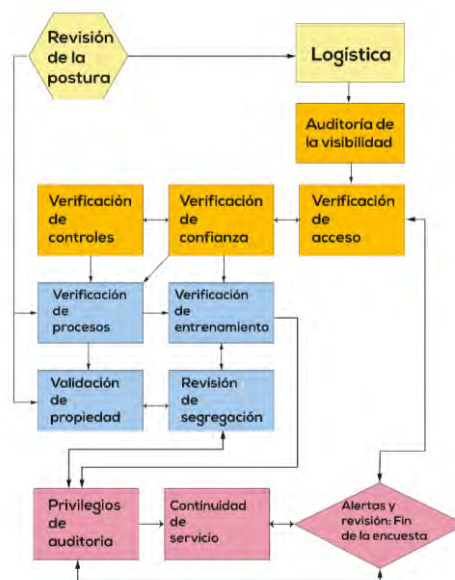 Revisión
de la
postura
Logística
Auditoría de
la visibilidad
Verificación
de
controles
Verificación
de
confianza
Verificación
de
acceso
Verificación
de
procesos
Verificación
de
entrenamiento
Validación
de
propiedad
Revisión
de
segregación
Privilegios
de
auditoria
Continuidad
de
servicio
Alertas y
revisión: Fin
de la encuesta